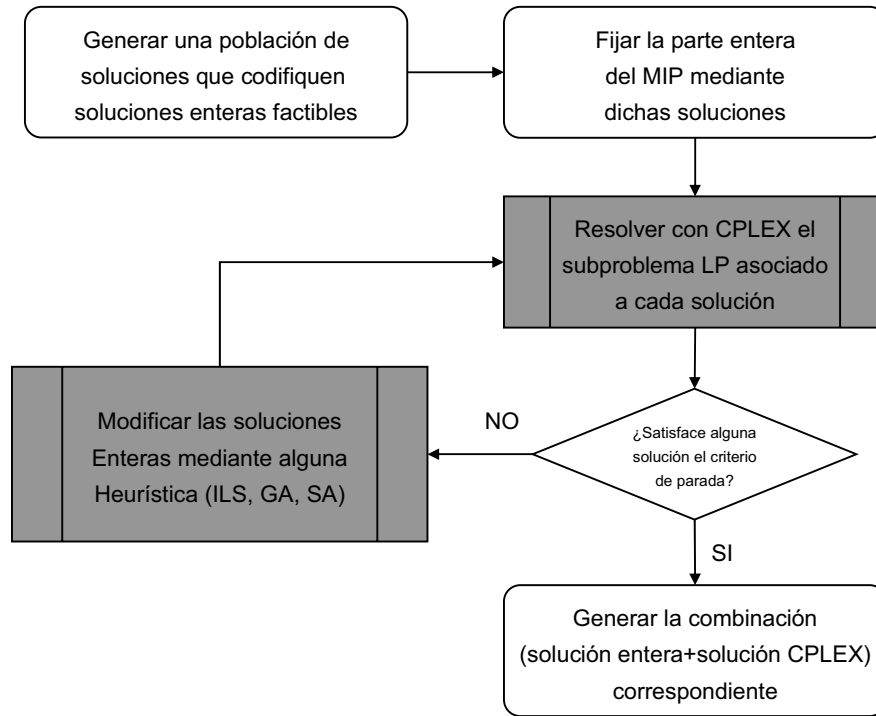 Generar una población de
soluciones que codifiquen
soluciones enteras factibles
Fijar la parte entera
del MIP mediante
dichas soluciones
Resolver con CPLEX el
subproblema LP asociado
a cada solución
¿Satisface alguna
solución el criterio
de parada?
NO
Modificar las soluciones
Enteras mediante alguna
Heurística (ILS, GA, SA)
SI
Generar la combinación
(solución entera+solución CPLEX)
correspondiente